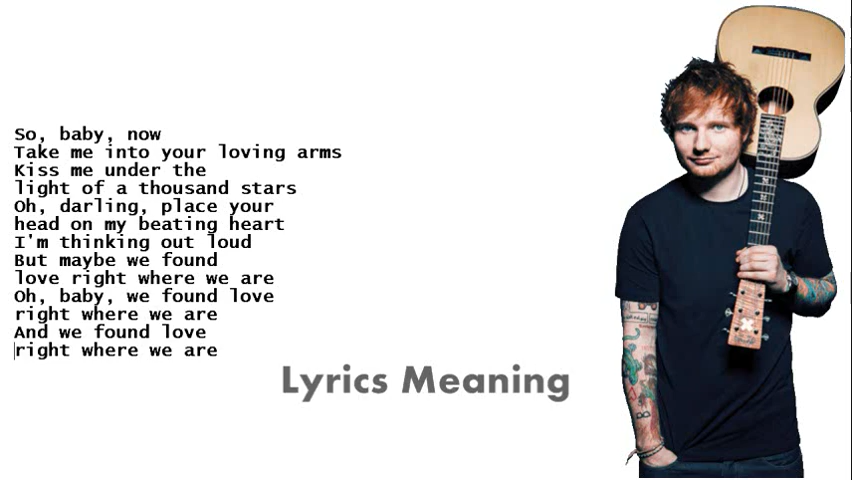 So, baby, now
Take me into your loving arms
Kiss me under the
light of a thousand stars
Oh, darling, place your
head on my beating heart
I'm thinking out loud
But maybe we found
love right where we are
Oh, baby, we found love
right where we are
And we found love
right where we are
Lyrics Meaning